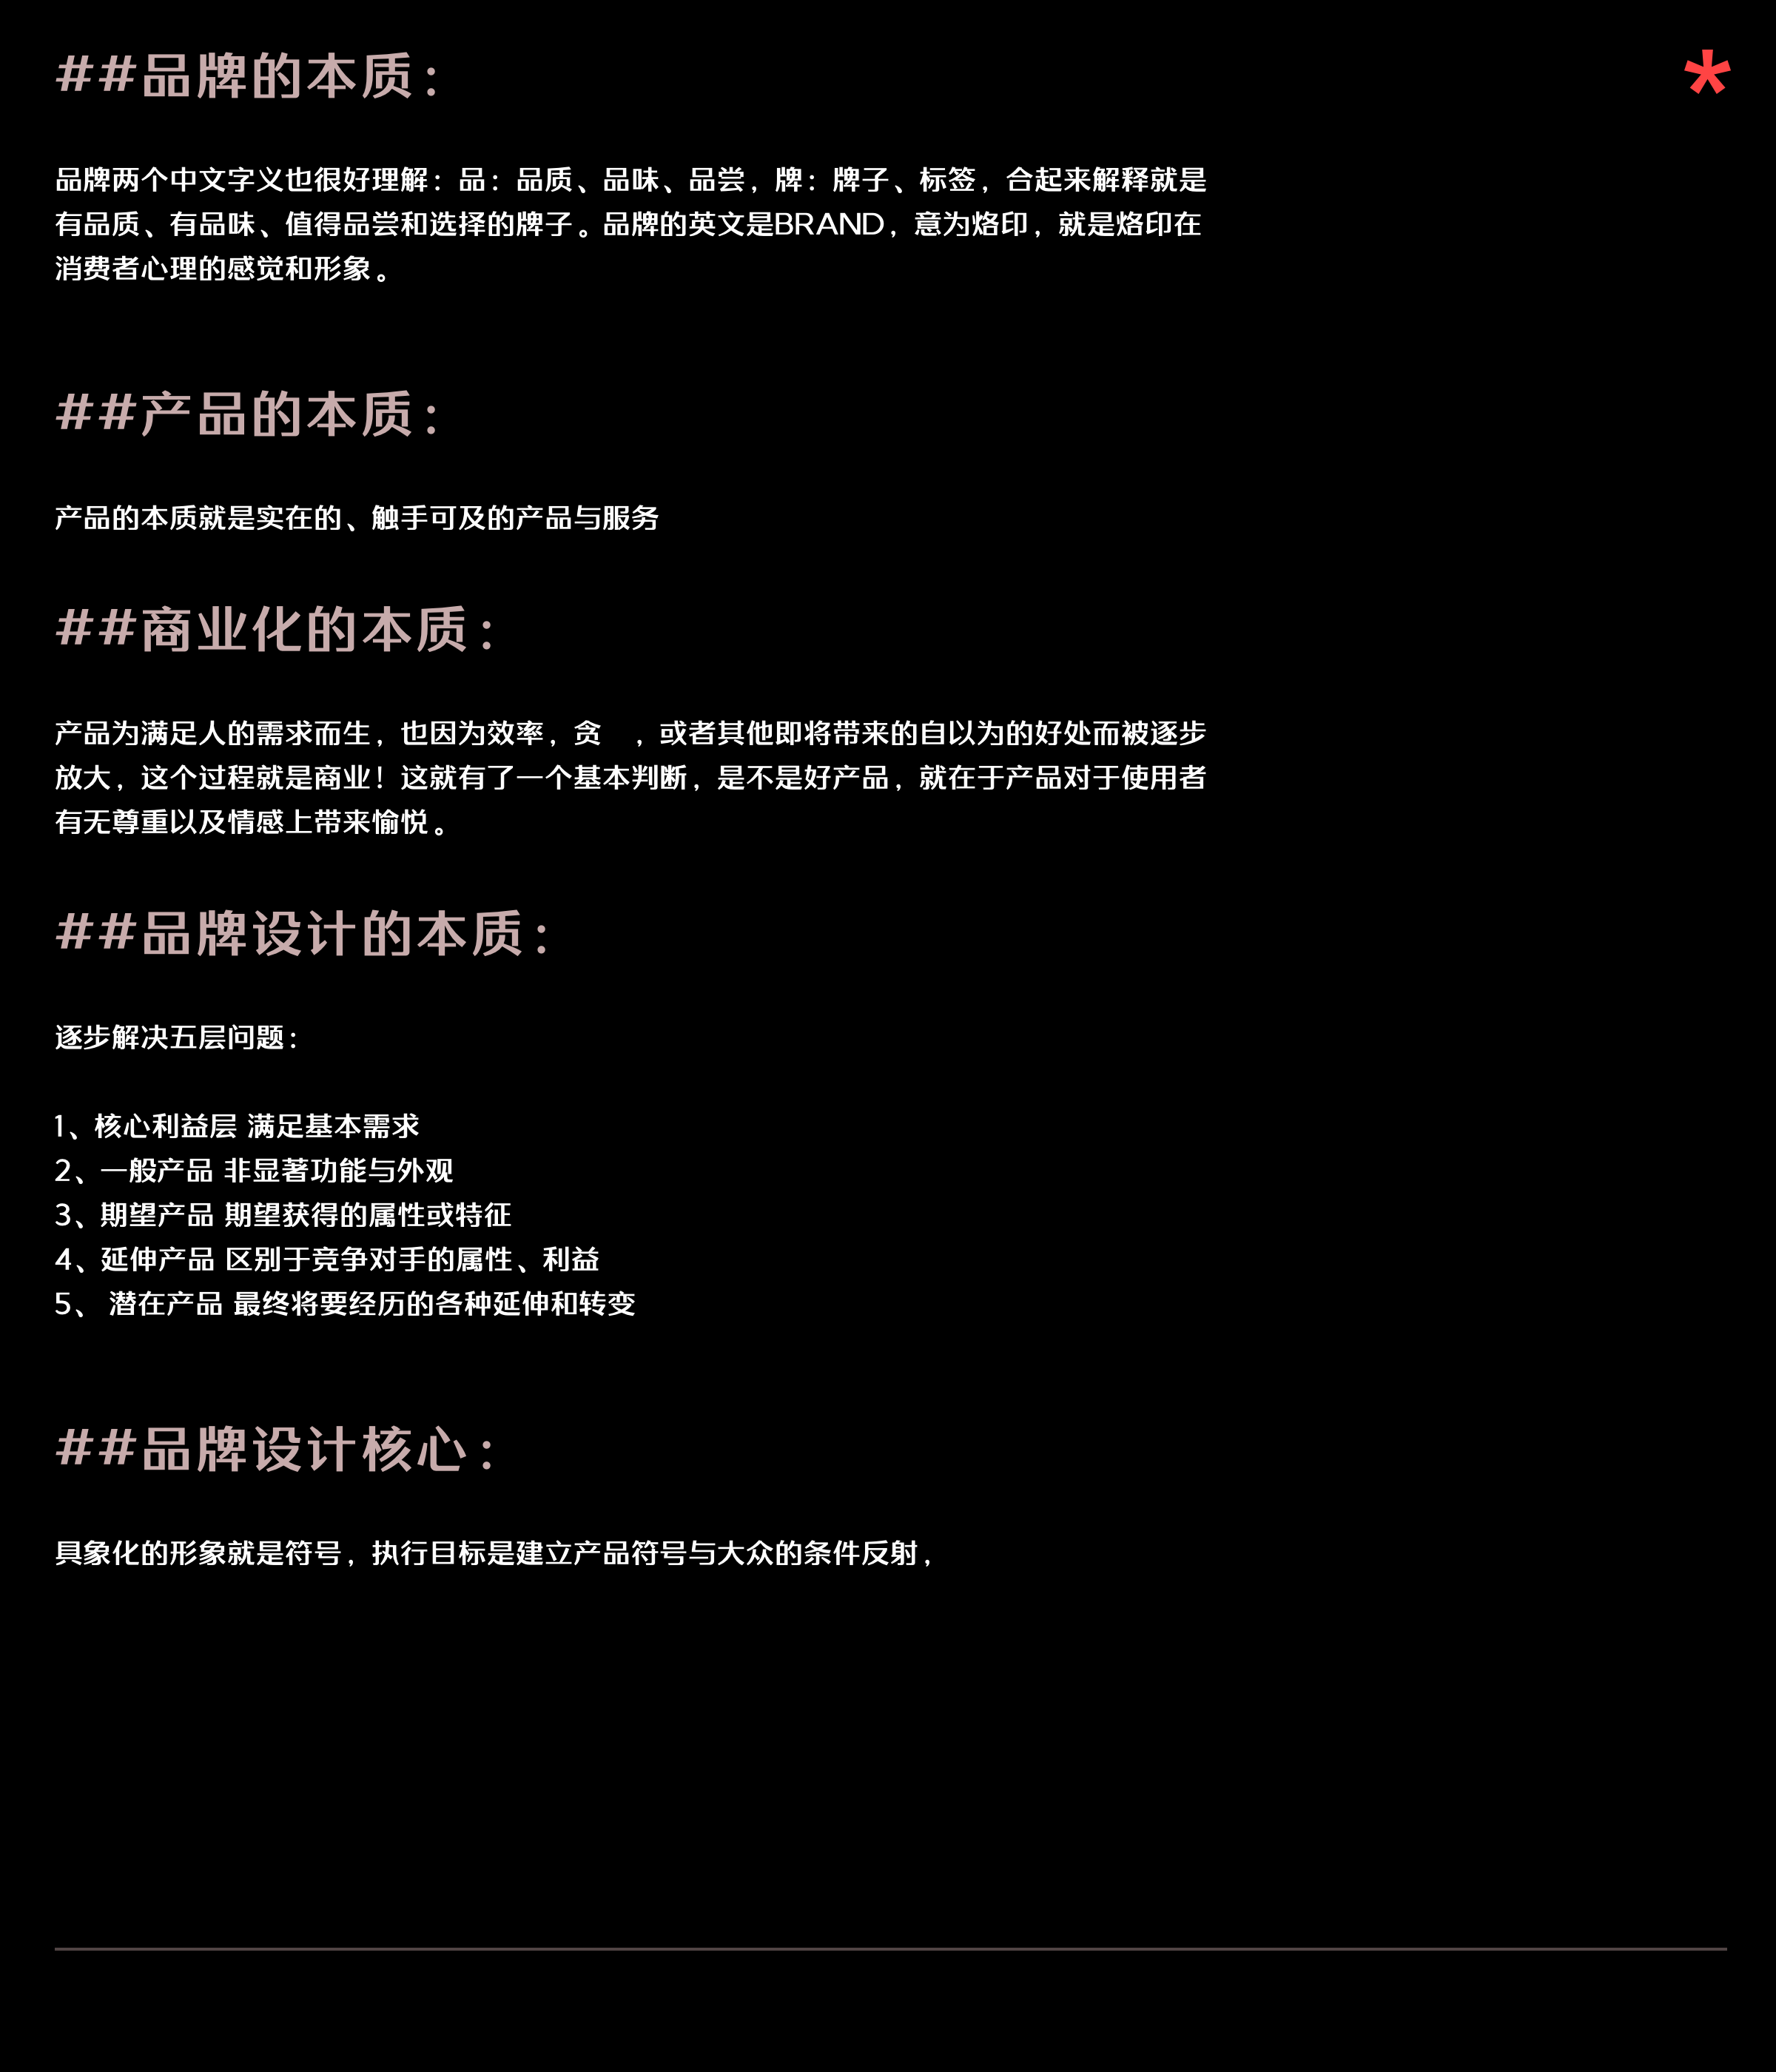 ##品牌的本质：
*
品牌两个中文字义也很好理解：品：品质、品味、品尝，牌：牌子、标签，合起来解释就是
有品质、有品味、值得品尝和选择的牌子。品牌的英文是BRAND，意为烙印，就是烙印在
消费者心理的感觉和形象。
##产品的本质：
产品的本质就是实在的、触手可及的产品与服务
##商业化的本质：
产品为满足人的需求而生，也因为效率，贪　，或者其他即将带来的自以为的好处而被逐步
放大，这个过程就是商业！这就有了一个基本判断，是不是好产品，就在于产品对于使用者
有无尊重以及情感上带来愉悦。
##品牌设计的本质：
逐步解决五层问题：
1、核心利益层 满足基本需求
2、一般产品 非显著功能与外观
3、期望产品 期望获得的属性或特征
4、延伸产品 区别于竞争对手的属性、利益
5、 潜在产品 最终将要经历的各种延伸和转变
##品牌设计核心：
具象化的形象就是符号，执行目标是建立产品符号与大众的条件反射，